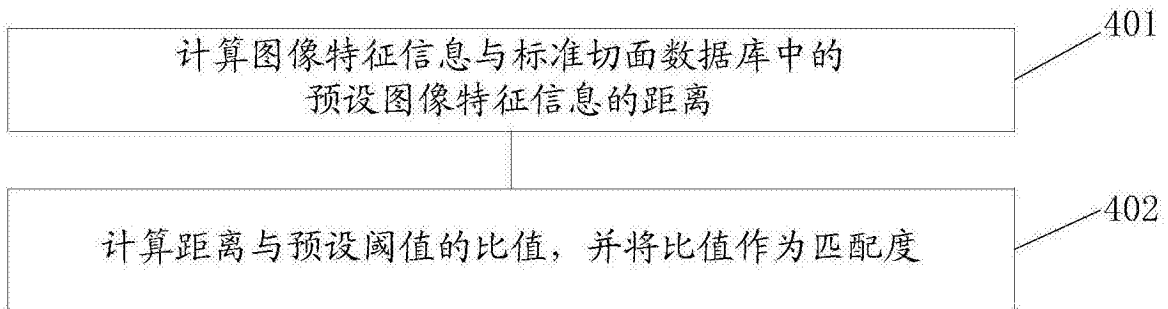 401
计算图像特征信息与标准切面数据库中的
预设图像特征信息的距离
402
计算距离与预设阈值的比值，并将比值作为匹配度